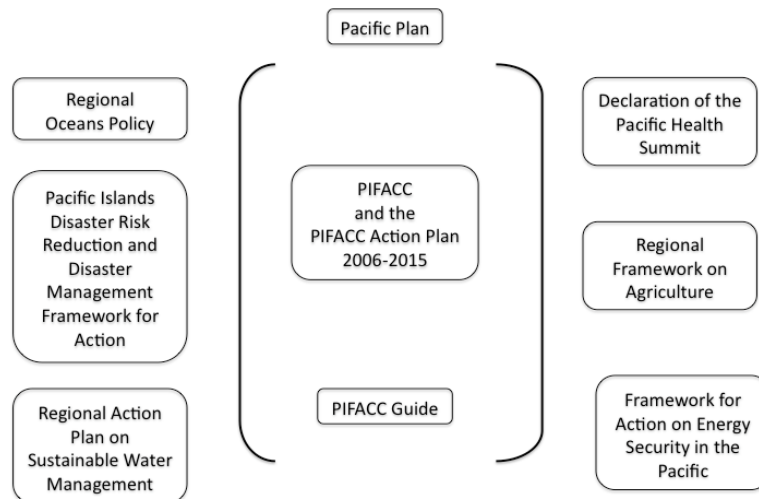 Pacific Plan
Regional
Oceans Policy
Pacific Islands
Disaster Risk
Reduction and
Disaster
Management
Framework for
Action
Regional Action
Plan on
Sustainable Water
Management
PIFACC
and the
PIFACC Action Plan
2006-2015
PIFACC Guide
Declaration of the
Pacific Health
Summit
Regional
Framework on
Agriculture
Framework for
Action on Energy
Security in the
Pacific